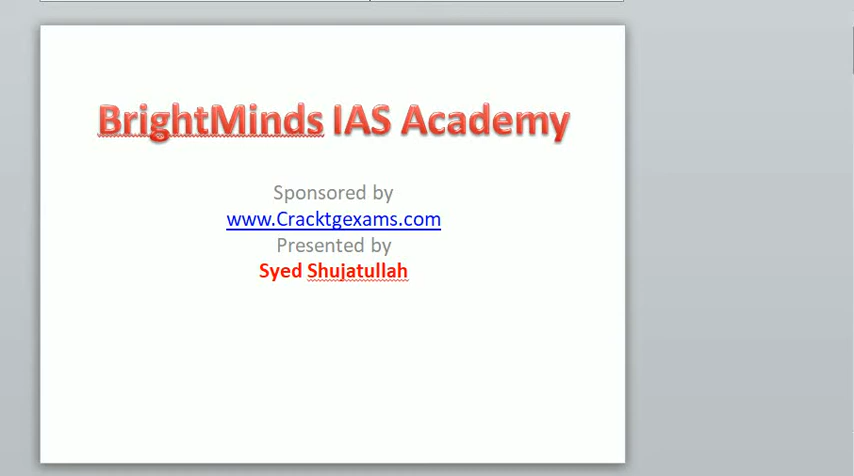 BrightMinds IAS Academy
Sponsored by
www.Cracktgexams.com
Presented by
Syed Shujatullah